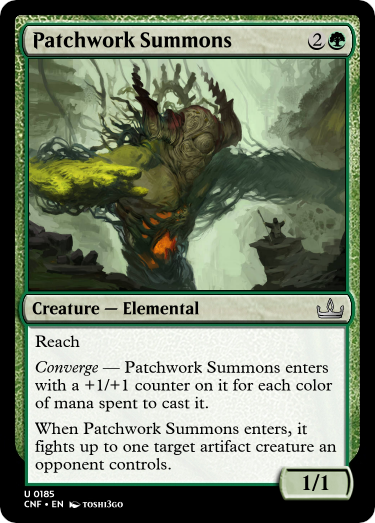 Patchwork Summons 2
Creature — Elemental
Reach
Converge — Patchwork Summons enters
with a +1/+1 counter on it for each color
of mana spent to cast it.
When Patchwork Summons enters, it
fights up to one target artifact creature an
opponent controls.
1/1
U 0185
CNF • EN TOSHI3GO